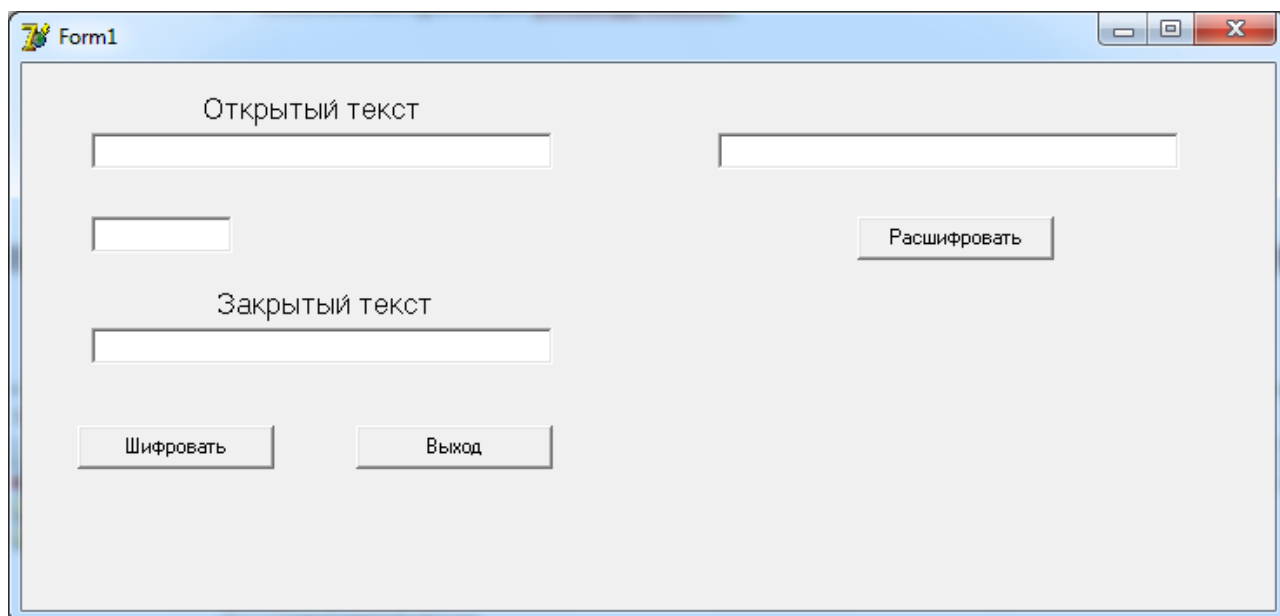 Form1
Открытый текст
Расшифровать
Закрытый текст
Шифровать
Выход